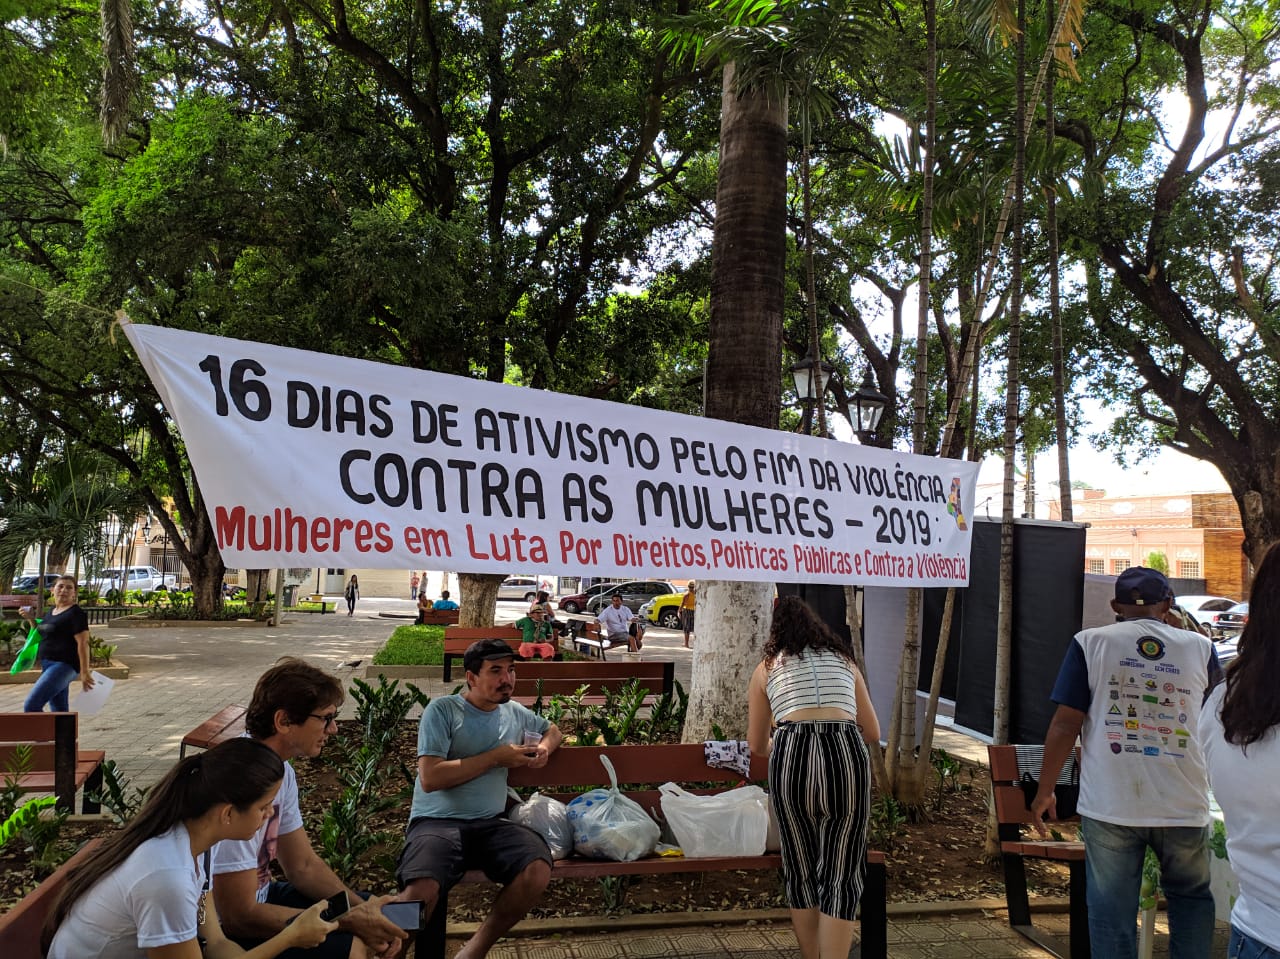 16 DIAS DE ATIVISMO PELO FIM DA VIOLÊNCIA
CONTRA AS MULHERES – 2019:
Mulheres em Luta Por Direitos, Políticas Públicas e Contra a Violência